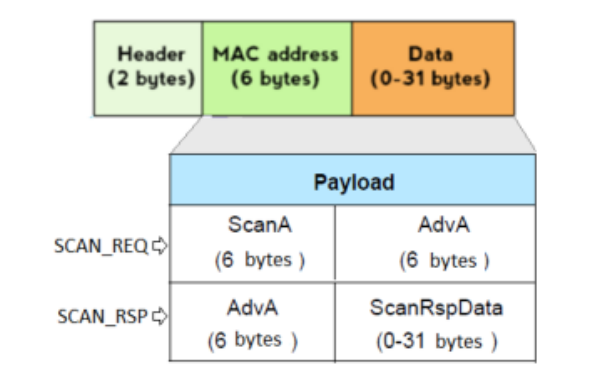 Header MAC address Data
(2 bytes) (6 bytes) (0-31 bytes)
Payload
ScanA AdvA
SCAN_REQ⇨
(6 bytes ) (6 bytes )
AdvA ScanRspData
SCAN_RSP⇨
(6 bytes ) (0-31 bytes )